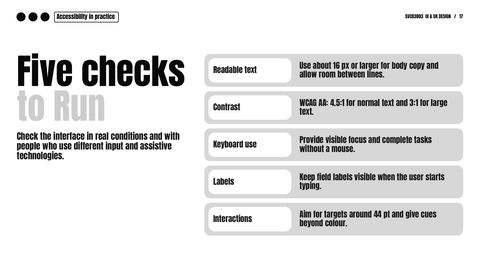 Accessibility in practice
SVCB3003 UI & UX DESIGN / 17
Five checks
to Run
Check the interface in real conditions and with
people who use different input and assistive
technologies.
Readable text
Use about 16 px or larger for body copy and
allow room between lines.
Contrast
WCAG AA: 4.5:1 for normal text and 3:1 for large
text.
Keyboard use
Provide visible focus and complete tasks
without a mouse.
Labels
Keep field labels visible when the user starts
typing.
Interactions
Aim for targets around 44 pt and give cues
beyond colour.